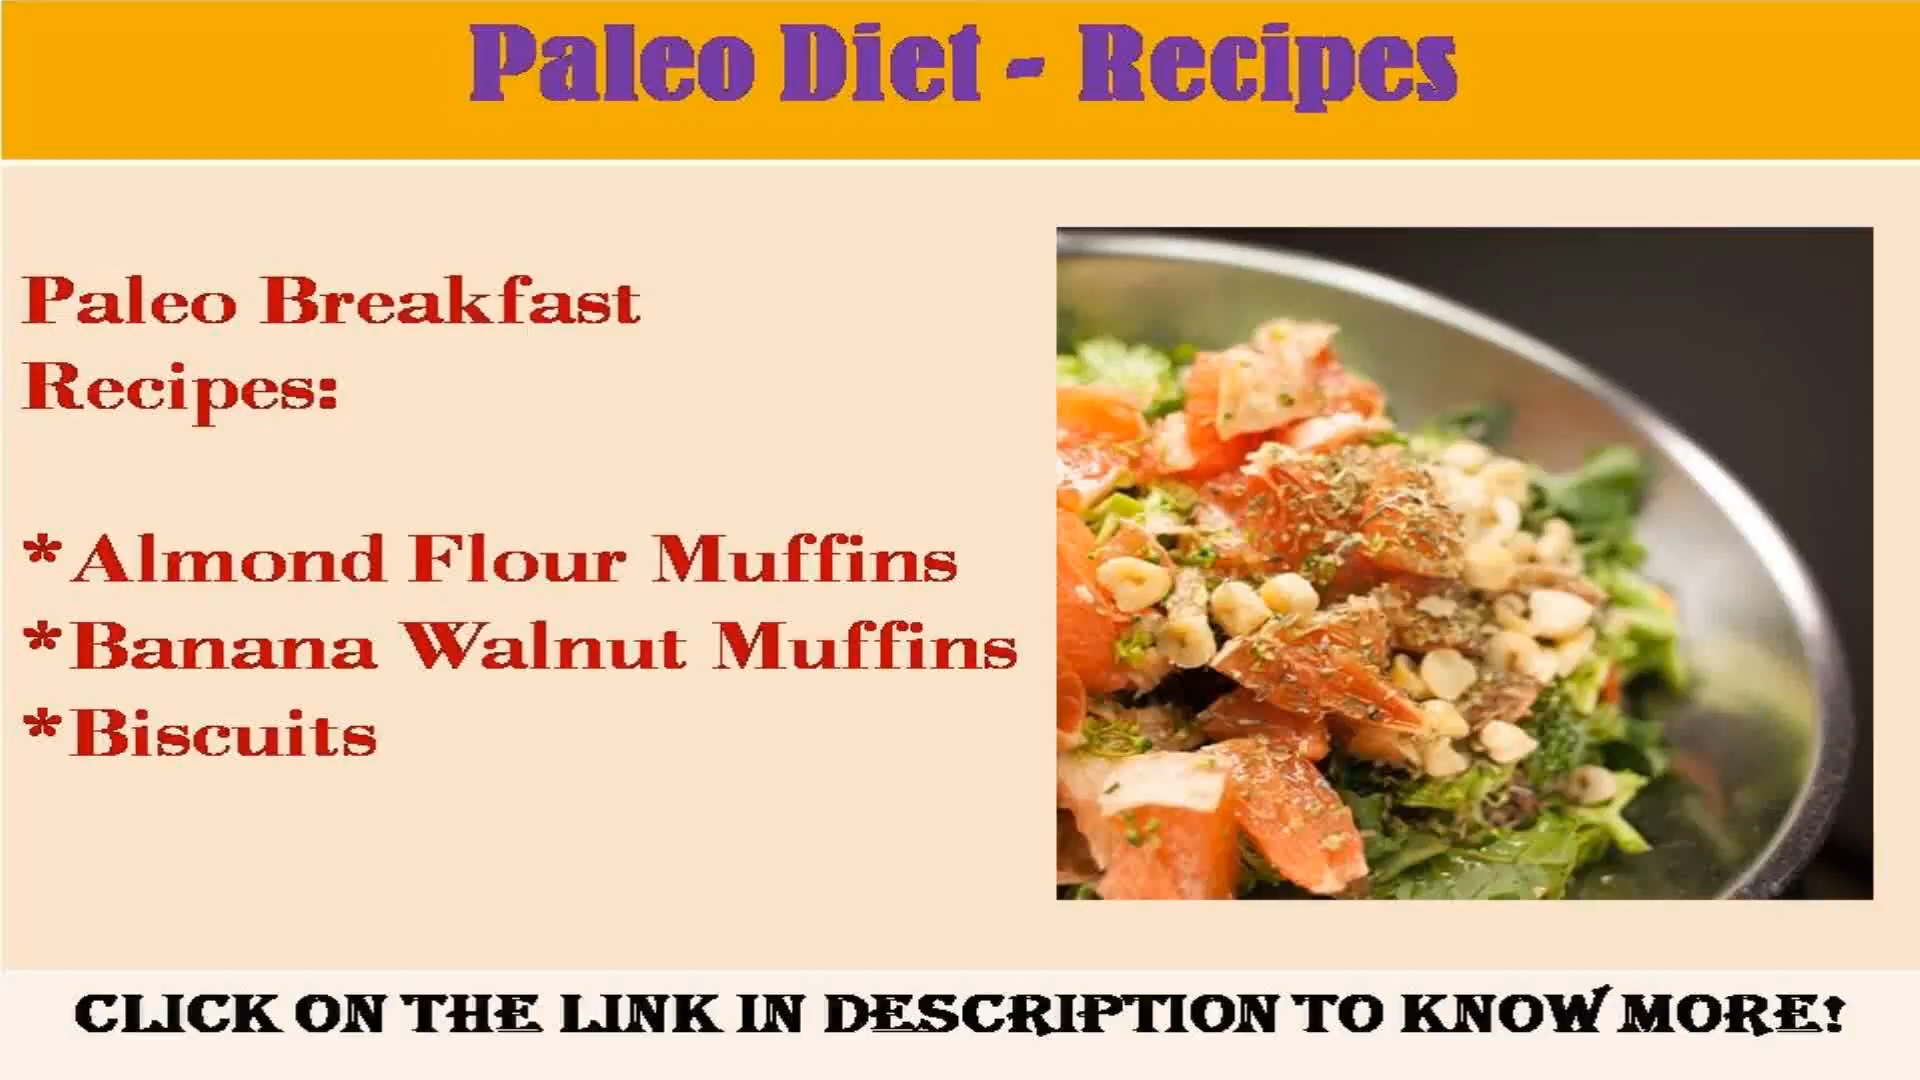 Paleo Diet - Recipes
Paleo Breakfast
Recipes:
*Almond Flour Muffins
*Banana Walnut Muffins
*Biscuits
CLICK ON THE LINK IN DESCRIPTION TO KNOW MORE!